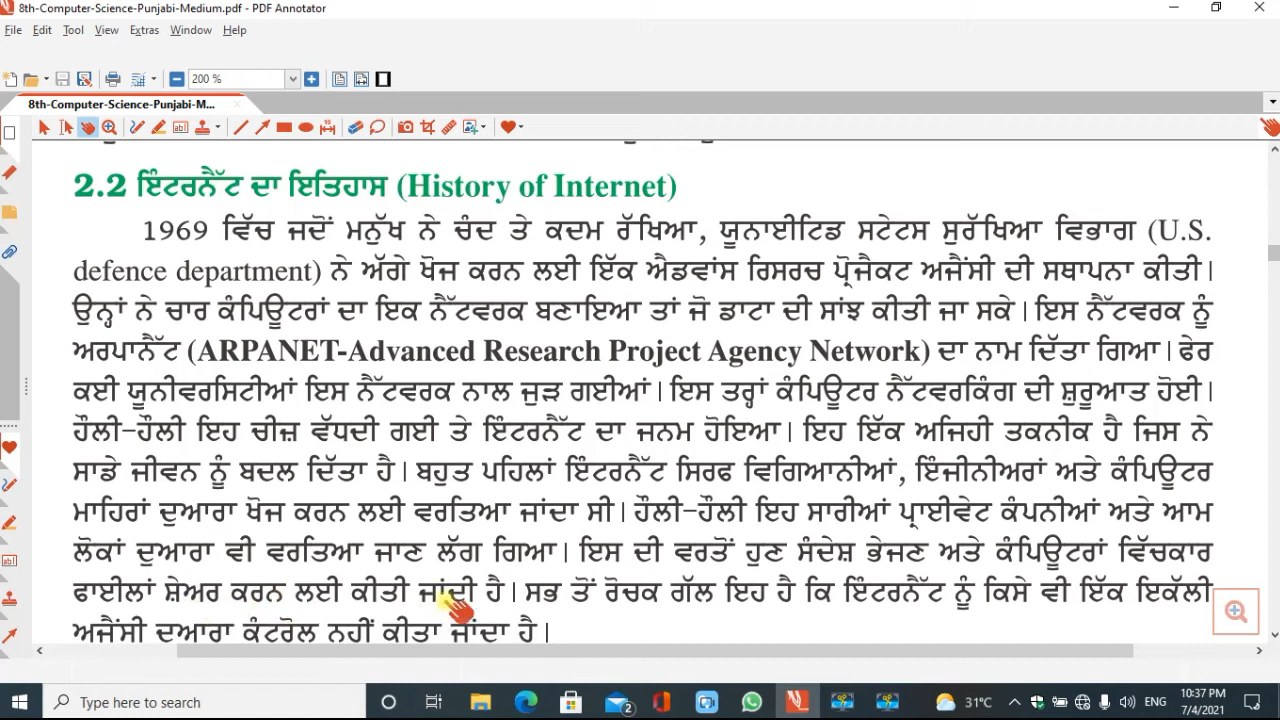 8th-Computer-Science-Punjabi-Medium.pdf - PDF Annotator
File Edit Tool View Extras Window Help
200 %
8th-Computer-Science-Punjabi-M...
2.2 ਇੰਟਰਨੈੱਟ ਦਾ ਇਤਿਹਾਸ (History of Internet)
1969 ਵਿੱਚ ਜਦੋਂ ਮਨੁੱਖ ਨੇ ਚੰਦ ਤੇ ਕਦਮ ਰੱਖਿਆ, ਯੂਨਾਈਟਿਡ ਸਟੇਟਸ ਸੁਰੱਖਿਆ ਵਿਭਾਗ (U.S.
defence department) ਨੇ ਅੱਗੇ ਖੋਜ ਕਰਨ ਲਈ ਇੱਕ ਐਡਵਾਂਸ ਰਿਸਰਚ ਪ੍ਰੋਜੈਕਟ ਅਜੈਂਸੀ ਦੀ ਸਥਾਪਨਾ ਕੀਤੀ।
ਉਨ੍ਹਾਂ ਨੇ ਚਾਰ ਕੰਪਿਊਟਰਾਂ ਦਾ ਇਕ ਨੈੱਟਵਰਕ ਬਣਾਇਆ ਤਾਂ ਜੋ ਡਾਟਾ ਦੀ ਸਾਂਝ ਕੀਤੀ ਜਾ ਸਕੇ। ਇਸ ਨੈੱਟਵਰਕ ਨੂੰ
ਅਰਪਾਨੈੱਟ (ARPANET-Advanced Research Project Agency Network) ਦਾ ਨਾਮ ਦਿੱਤਾ ਗਿਆ। ਫੇਰ
ਕਈ ਯੂਨੀਵਰਸਿਟੀਆਂ ਇਸ ਨੈੱਟਵਰਕ ਨਾਲ ਜੁੜ ਗਈਆਂ। ਇਸ ਤਰ੍ਹਾਂ ਕੰਪਿਊਟਰ ਨੈੱਟਵਰਕਿੰਗ ਦੀ ਸ਼ੁਰੂਆਤ ਹੋਈ।
ਹੌਲੀ-ਹੌਲੀ ਇਹ ਚੀਜ਼ ਵੱਧਦੀ ਗਈ ਤੇ ਇੰਟਰਨੈੱਟ ਦਾ ਜਨਮ ਹੋਇਆ। ਇਹ ਇੱਕ ਅਜਿਹੀ ਤਕਨੀਕ ਹੈ ਜਿਸ ਨੇ
ਸਾਡੇ ਜੀਵਨ ਨੂੰ ਬਦਲ ਦਿੱਤਾ ਹੈ। ਬਹੁਤ ਪਹਿਲਾਂ ਇੰਟਰਨੈੱਟ ਸਿਰਫ ਵਿਗਿਆਨੀਆਂ, ਇੰਜੀਨੀਅਰਾਂ ਅਤੇ ਕੰਪਿਊਟਰ
ਮਾਹਿਰਾਂ ਦੁਆਰਾ ਖੋਜ ਕਰਨ ਲਈ ਵਰਤਿਆ ਜਾਂਦਾ ਸੀ। ਹੌਲੀ-ਹੌਲੀ ਇਹ ਸਾਰੀਆਂ ਪ੍ਰਾਈਵੇਟ ਕੰਪਨੀਆਂ ਅਤੇ ਆਮ
ਲੋਕਾਂ ਦੁਆਰਾ ਵੀ ਵਰਤਿਆ ਜਾਣ ਲੱਗ ਗਿਆ। ਇਸ ਦੀ ਵਰਤੋਂ ਹੁਣ ਸੰਦੇਸ਼ ਭੇਜਣ ਅਤੇ ਕੰਪਿਊਟਰਾਂ ਵਿੱਚਕਾਰ
ਫਾਈਲਾਂ ਸ਼ੇਅਰ ਕਰਨ ਲਈ ਕੀਤੀ ਜਾਂਦੀ ਹੈ। ਸਭ ਤੋਂ ਰੋਚਕ ਗੱਲ ਇਹ ਹੈ ਕਿ ਇੰਟਰਨੈੱਟ ਨੂੰ ਕਿਸੇ ਵੀ ਇੱਕ ਇਕੱਲੀ
ਅਜੈਂਸੀ ਦੁਆਰਾ ਕੰਟਰੋਲ ਨਹੀਂ ਕੀਤਾ ਜਾਂਦਾ ਹੈ।
Type here to search
2
31°C
ENG
10:37 PM
7/4/2021